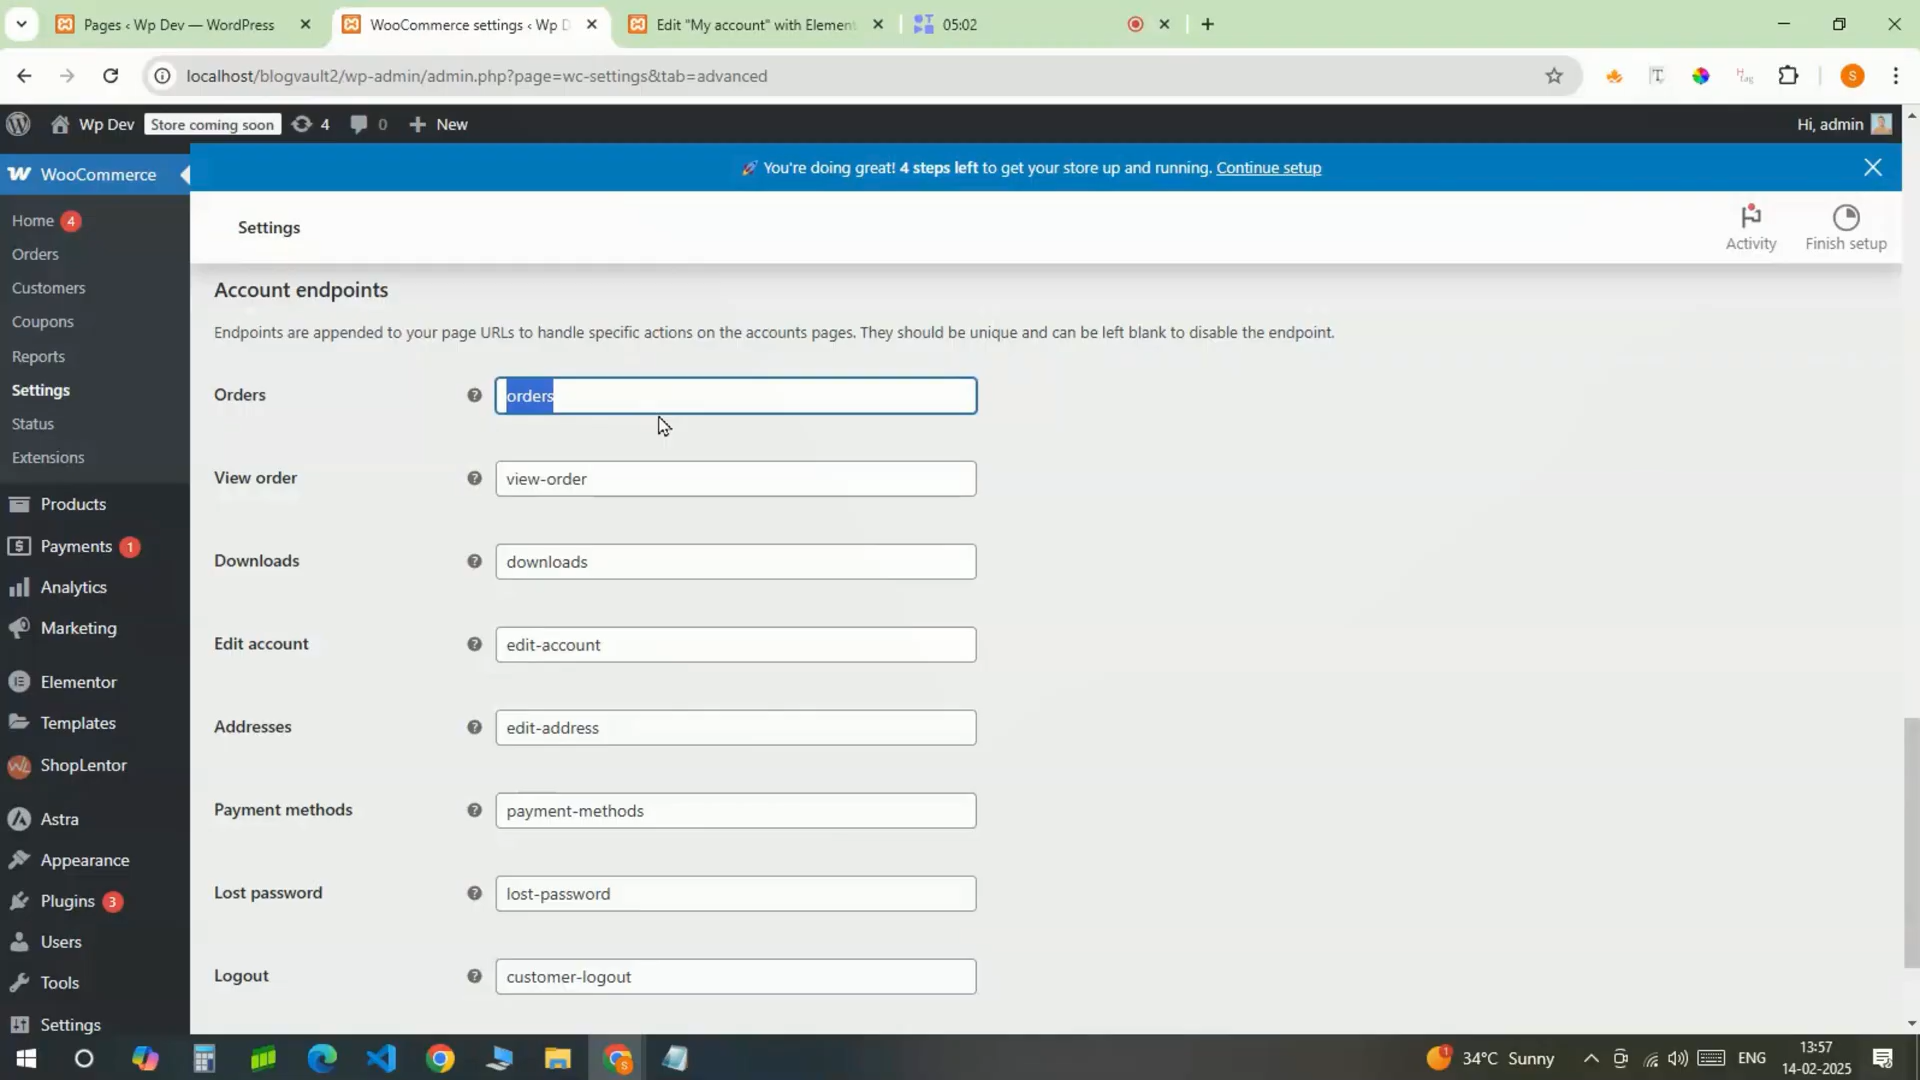 Pages ‹ Wp Dev — WordPress
WooCommerce settings ‹ Wp D
Edit "My account" with Element
05:02
localhost/blogvault2/wp-admin/admin.php?page=wc-settings&tab=advanced
S
Wp Dev
Store coming soon
4
0
New
Hi, admin
WooCommerce
🚀 You're doing great! 4 steps left to get your store up and running. Continue setup
Home 4
Orders
Customers
Coupons
Reports
Settings
Status
Extensions
Products
Payments 1
Analytics
Marketing
Elementor
Templates
ShopLentor
Astra
Appearance
Plugins 3
Users
Tools
Settings
Settings
Activity
Finish setup
Account endpoints
Endpoints are appended to your page URLs to handle specific actions on the accounts pages. They should be unique and can be left blank to disable the endpoint.
Orders
orders
View order
view-order
Downloads
downloads
Edit account
edit-account
Addresses
edit-address
Payment methods
payment-methods
Lost password
lost-password
Logout
customer-logout
34°C Sunny
ENG
13:57
14-02-2025